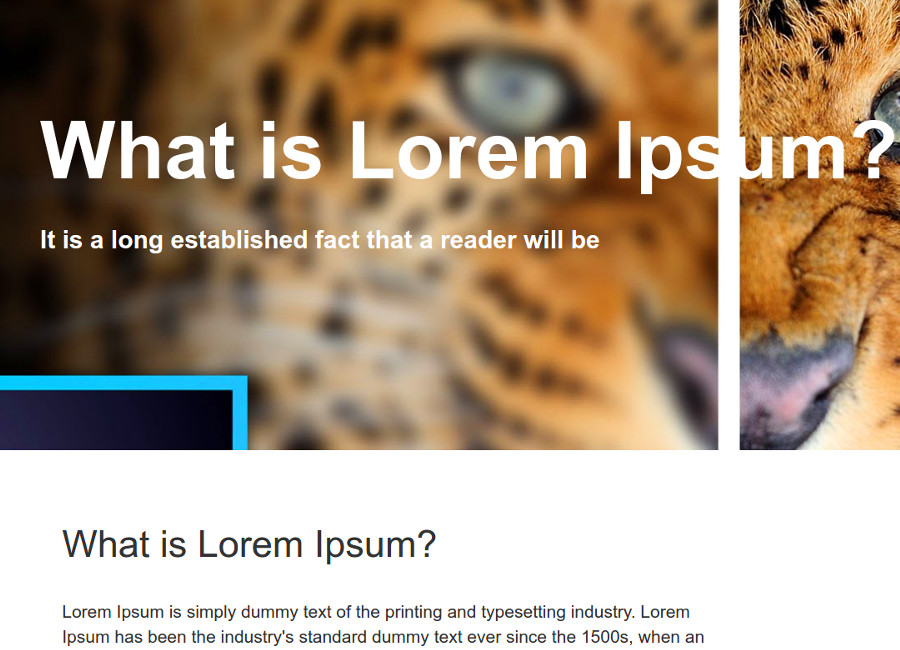 What is Lorem Ipsum?
It is a long established fact that a reader will be
What is Lorem Ipsum?
Lorem Ipsum is simply dummy text of the printing and typesetting industry. Lorem
Ipsum has been the industry's standard dummy text ever since the 1500s, when an